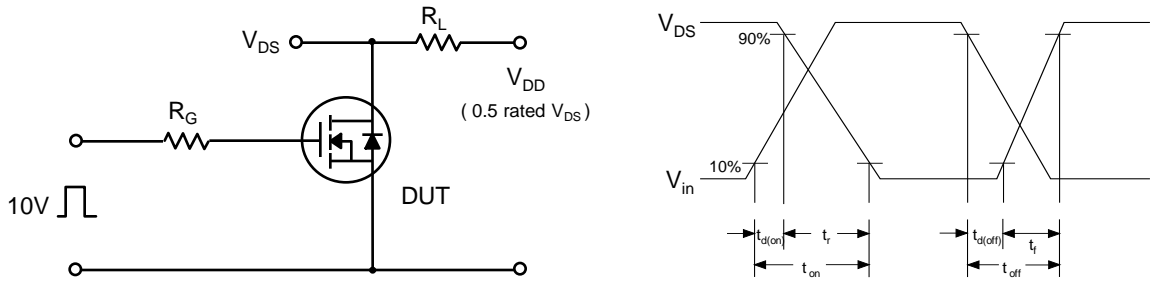 R_L
V_DS
V_DD
( 0.5 rated V_DS )
R_G
10V
DUT
V_DS
90%
10%
V_in
t_d(on)
t_r
t_on
t_d(off)
t_f
t_off